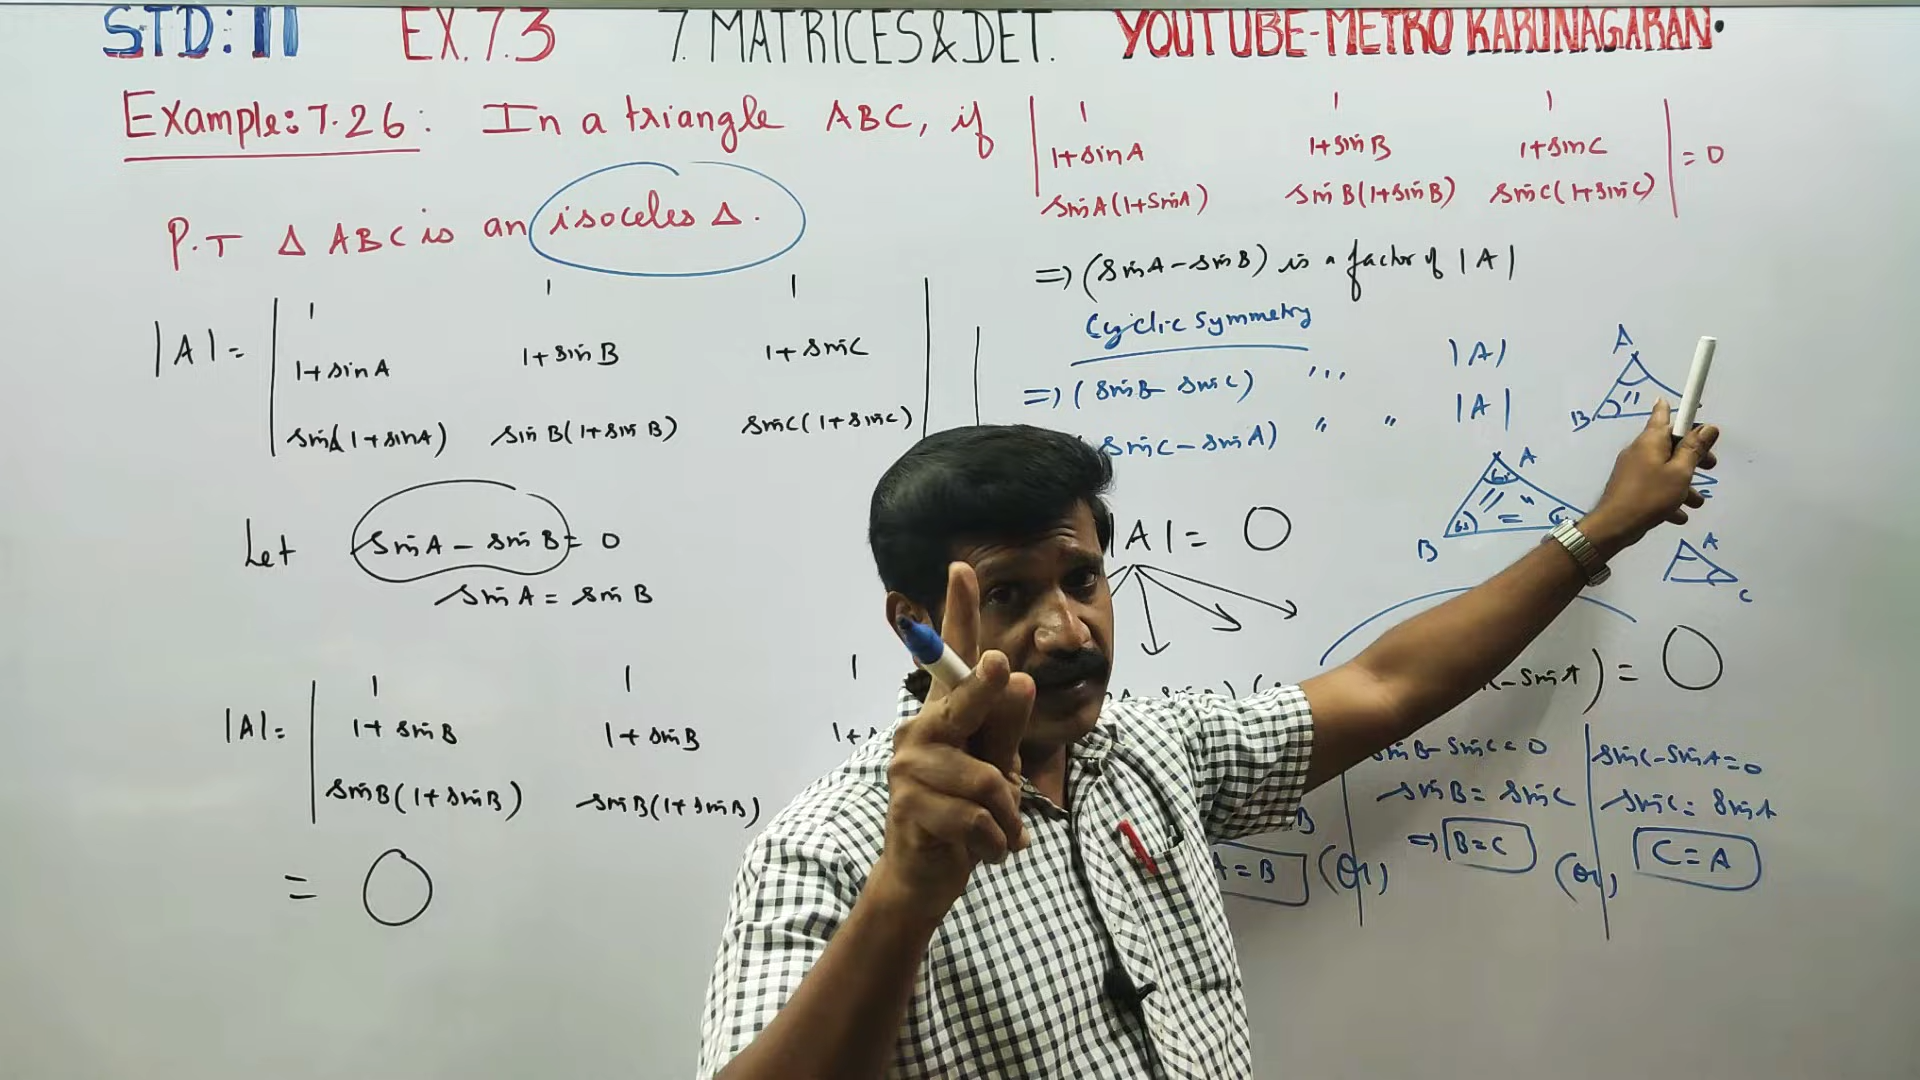 STD: 11 EX.7.3 7. MATRICES & DET. YOUTUBE-METRO KARUNAGARAN.
Example: 7.26: In a triangle ABC, if
1 1 1
1+sinA 1+sinB 1+sinC = 0
sinA(1+sinA) sinB(1+sinB) sinC(1+sinC)
P.T Δ ABC is an isoceles Δ.
1 1 1
|A| = 1+sinA 1+sinB 1+sinC
sinA(1+sinA) sinB(1+sinB) sinC(1+sinC)
Let sinA - sinB = 0
sinA = sinB
1 1 1
|A| = 1+sinB 1+sinB 1+
sinB(1+sinB) sinB(1+sinB)
= 0
⇒ (sinA - sinB) is a factor of |A|
Cyclic Symmetry
⇒ (sinB - sinC) " " |A|
sinC - sinA) " " |A|
A
B
A
B
A
C
|A| = 0
- sinA) = 0
sinB - sinC = 0 sinC - sinA = 0
sinB = sinC sinC = sinA
A = B (or) ⇒ B = C (or) C = A